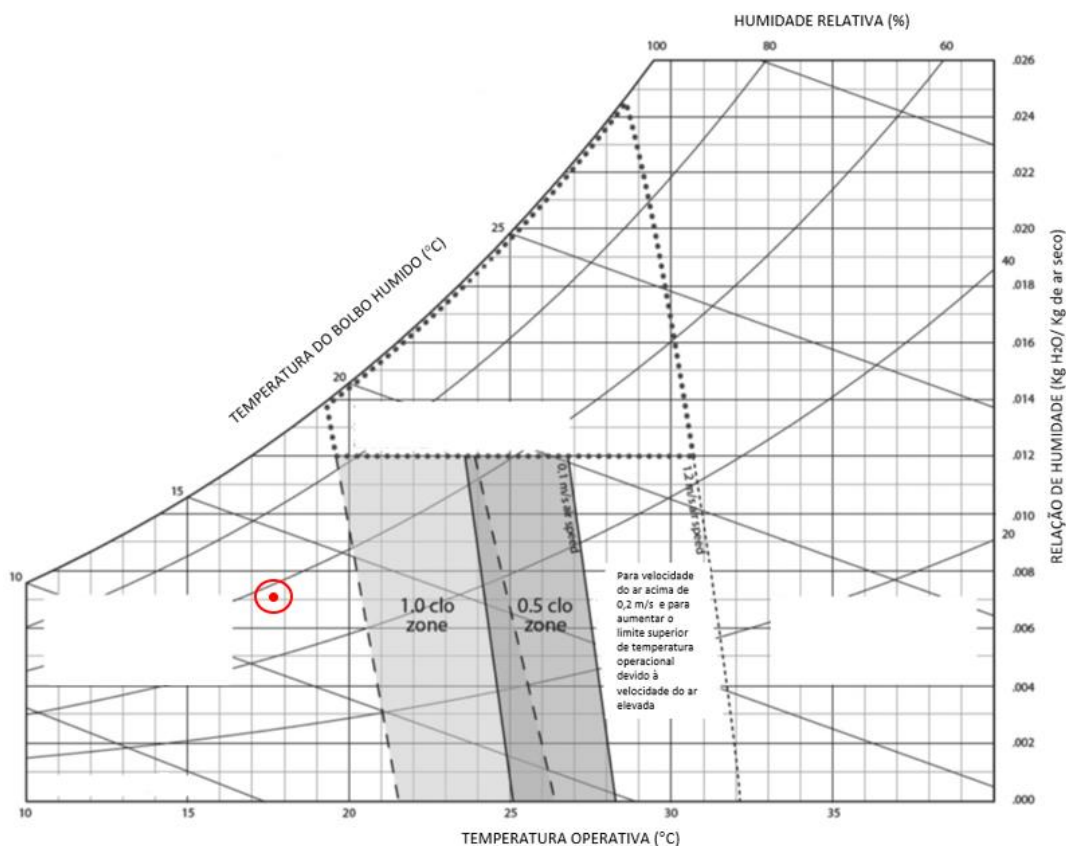 HUMIDADE RELATIVA (%)
100
80
60
.026
.024
.022
25
.020
TEMPERATURA DO BOLBO HUMIDO (°C)
40
.018
.016
20
.014
.012
0.1 m/s air speed
1.2 m/s air speed
15
.010
20
RELAÇÃO DE HUMIDADE (Kg H2O/ Kg de ar seco)
10
.008
1.0 clo
zone
0.5 clo
zone
Para velocidade
do ar acima de
0,2 m/s e para
aumentar o
limite superior
de temperatura
operacional
devido à
velocidade do ar
elevada
.006
.004
.002
.000
10
15
20
25
30
35
TEMPERATURA OPERATIVA (°C)